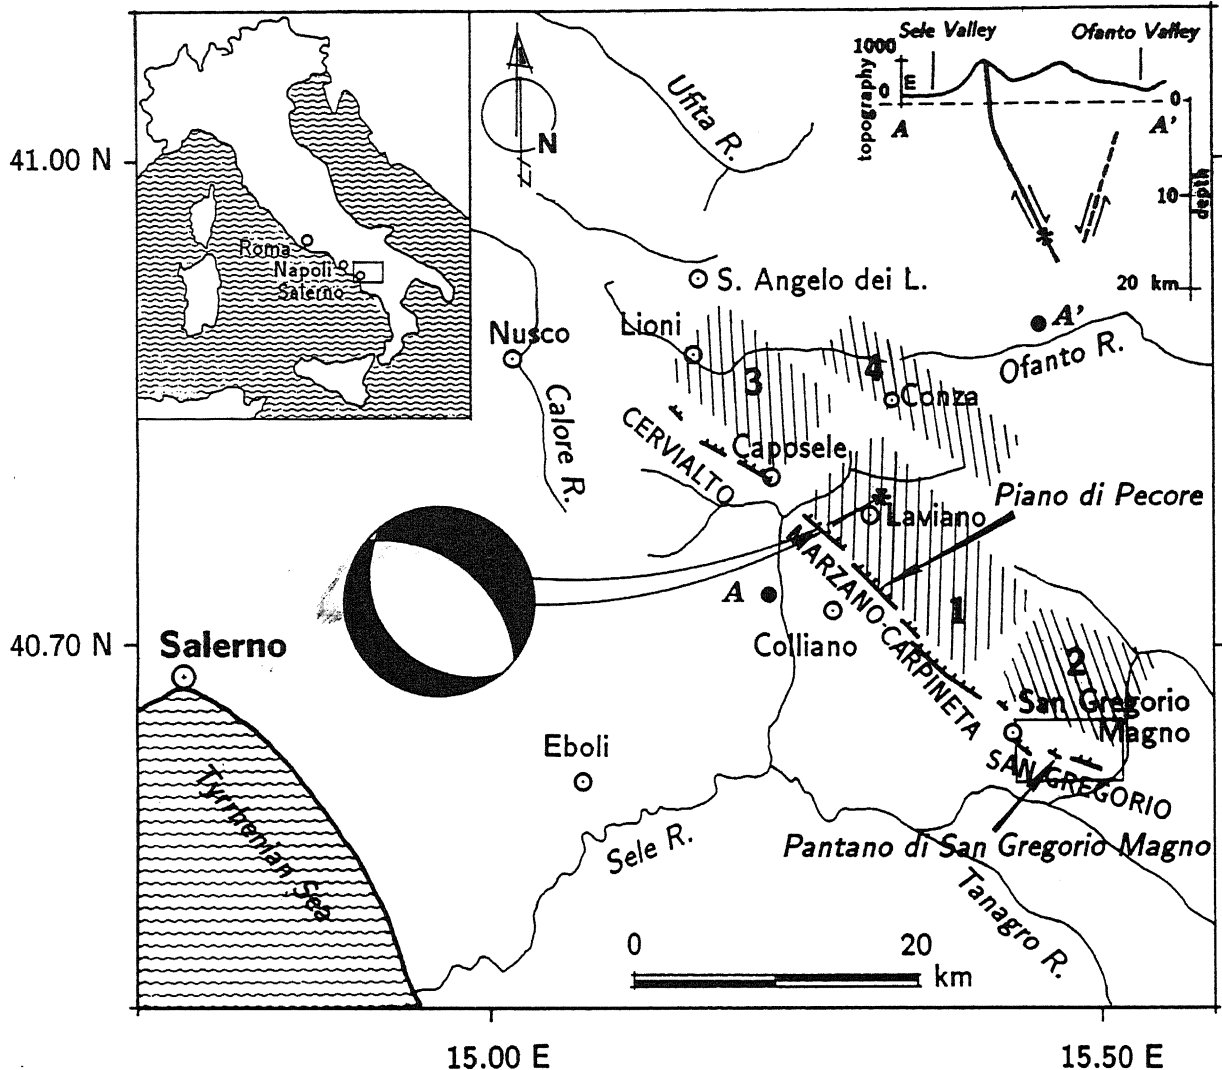 Sele Valley
Ofanto Valley
1000
m
topography
0
0
A
A'
10
depth
20 km
41.00 N
N
Ufita R.
Roma
Napoli
Salerno
S. Angelo dei L.
A'
Nusco
Lioni
Ofanto R.
3
4
Conza
Calore R.
CERVIALTO
Caposele
Piano di Pecore
Laviano
MARZANO-CARPINETA
A
1
Colliano
40.70 N
Salerno
2
San Gregorio
Magno
SAN GREGORIO
Eboli
Tyrrhenian Sea
Sele R.
Pantano di San Gregorio Magno
Tanagro R.
0
20
km
15.00 E
15.50 E